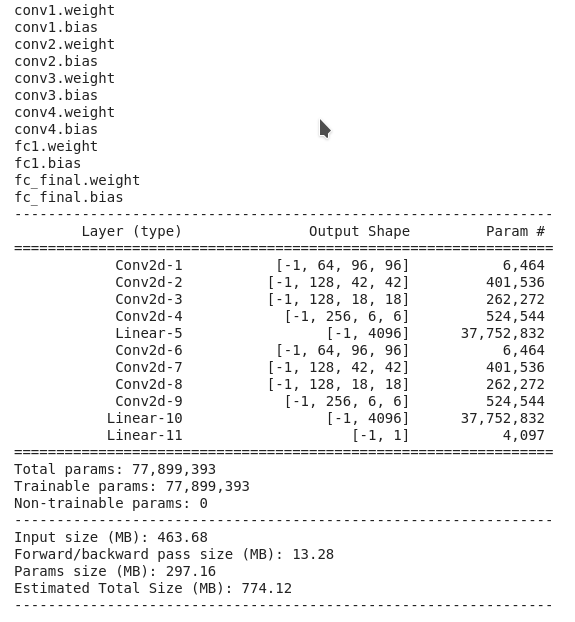 conv1.weight
conv1.bias
conv2.weight
conv2.bias
conv3.weight
conv3.bias
conv4.weight
conv4.bias
fc1.weight
fc1.bias
fc_final.weight
fc_final.bias
----------------------------------------------------------------
        Layer (type)               Output Shape         Param #
================================================================
            Conv2d-1           [-1, 64, 96, 96]           6,464
            Conv2d-2          [-1, 128, 42, 42]         401,536
            Conv2d-3          [-1, 128, 18, 18]         262,272
            Conv2d-4            [-1, 256, 6, 6]         524,544
            Linear-5                 [-1, 4096]      37,752,832
            Conv2d-6           [-1, 64, 96, 96]           6,464
            Conv2d-7          [-1, 128, 42, 42]         401,536
            Conv2d-8          [-1, 128, 18, 18]         262,272
            Conv2d-9            [-1, 256, 6, 6]         524,544
           Linear-10                 [-1, 4096]      37,752,832
           Linear-11                    [-1, 1]           4,097
================================================================
Total params: 77,899,393
Trainable params: 77,899,393
Non-trainable params: 0
----------------------------------------------------------------
Input size (MB): 463.68
Forward/backward pass size (MB): 13.28
Params size (MB): 297.16
Estimated Total Size (MB): 774.12
----------------------------------------------------------------